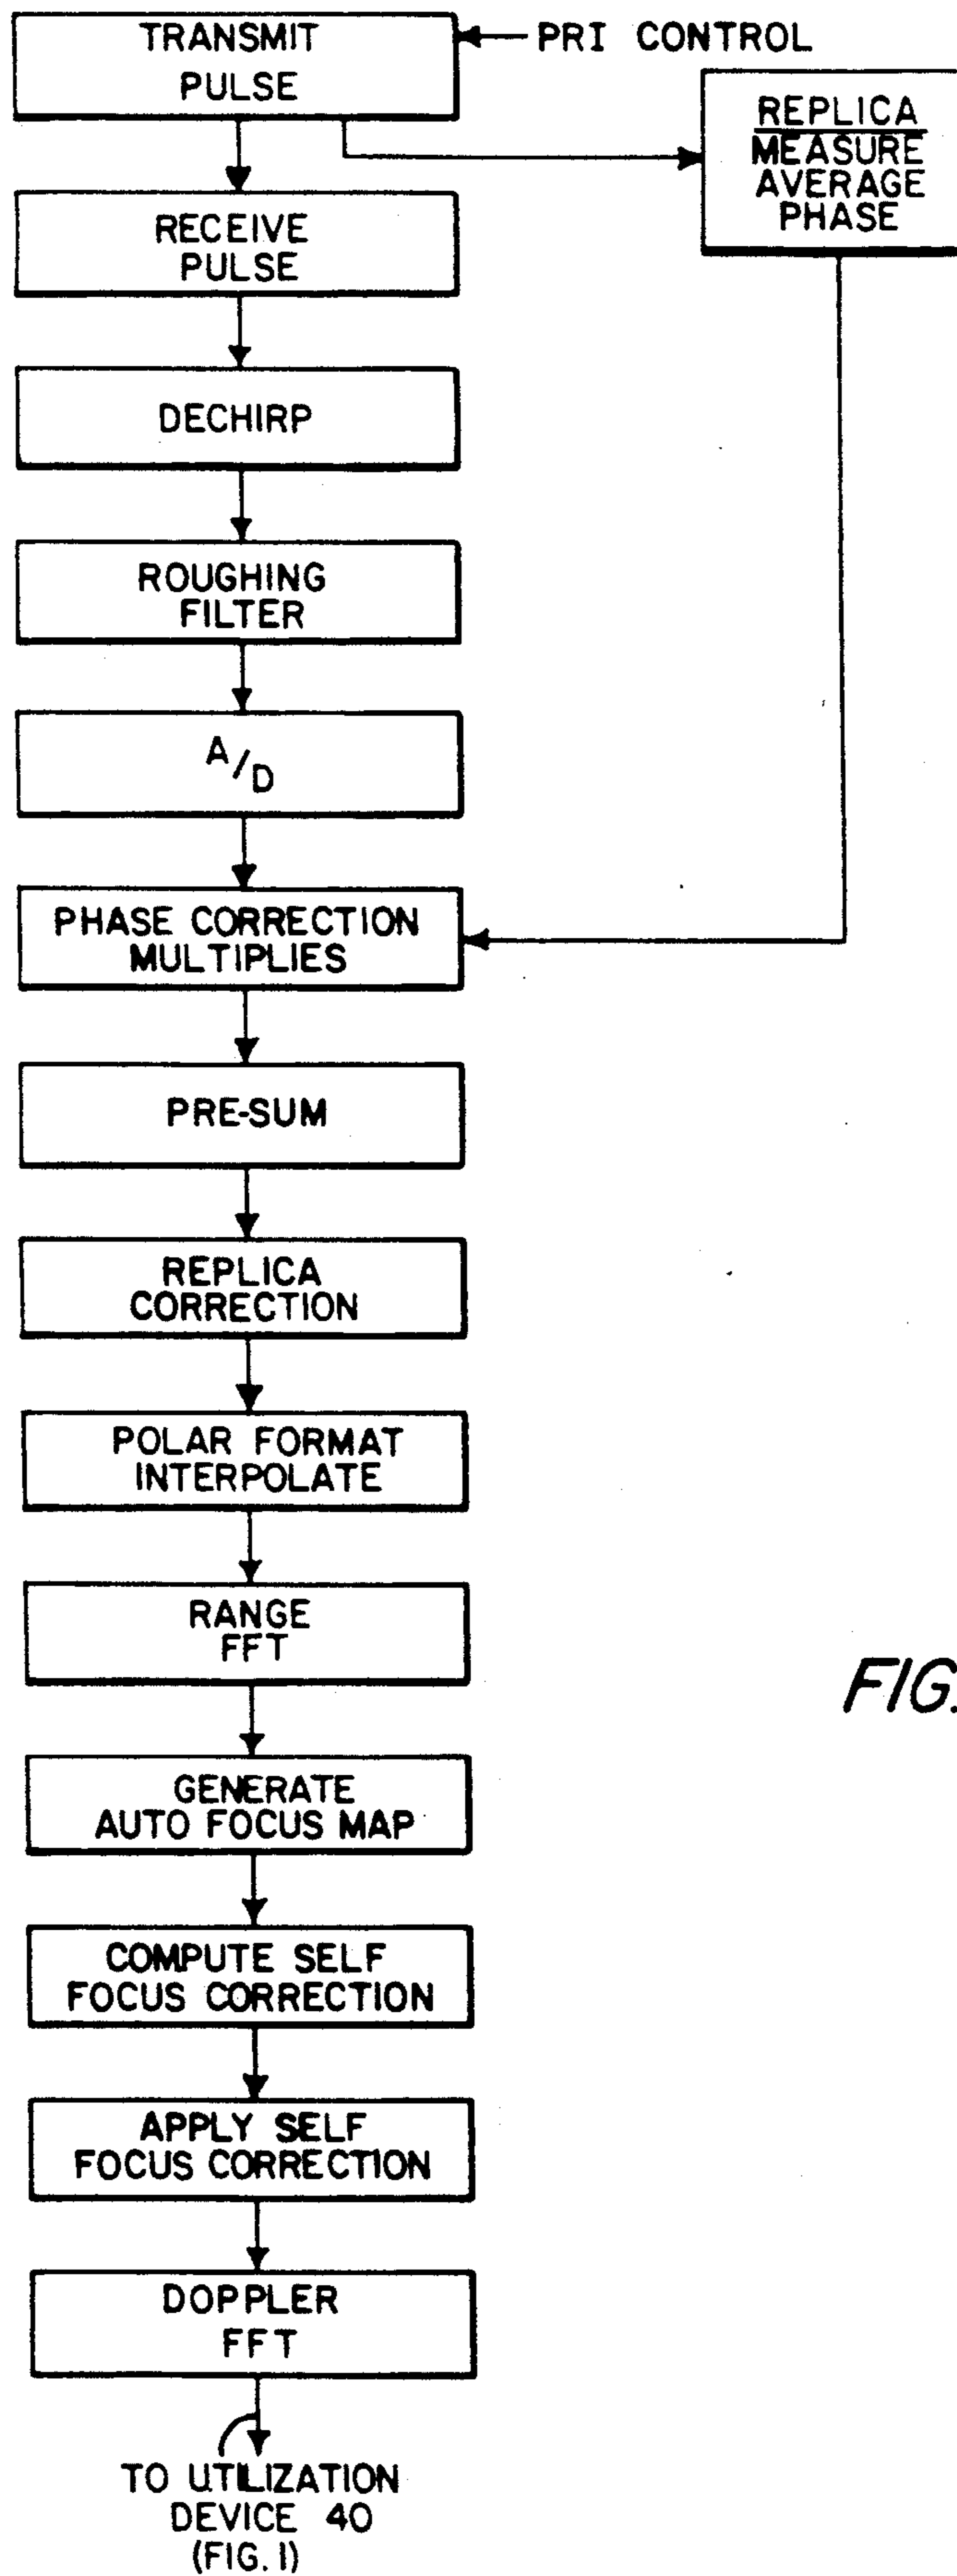 TRANSMIT
PULSE
PRI CONTROL
REPLICA
MEASURE
AVERAGE
PHASE
RECEIVE
PULSE
DECHIRP
ROUGHING
FILTER
A/D
PHASE CORRECTION
MULTIPLIES
PRE-SUM
REPLICA
CORRECTION
POLAR FORMAT
INTERPOLATE
RANGE
FFT
FIG.
GENERATE
AUTO FOCUS MAP
COMPUTE SELF
FOCUS CORRECTION
APPLY SELF
FOCUS CORRECTION
DOPPLER
FFT
TO UTILIZATION
DEVICE 40
(FIG. 1)